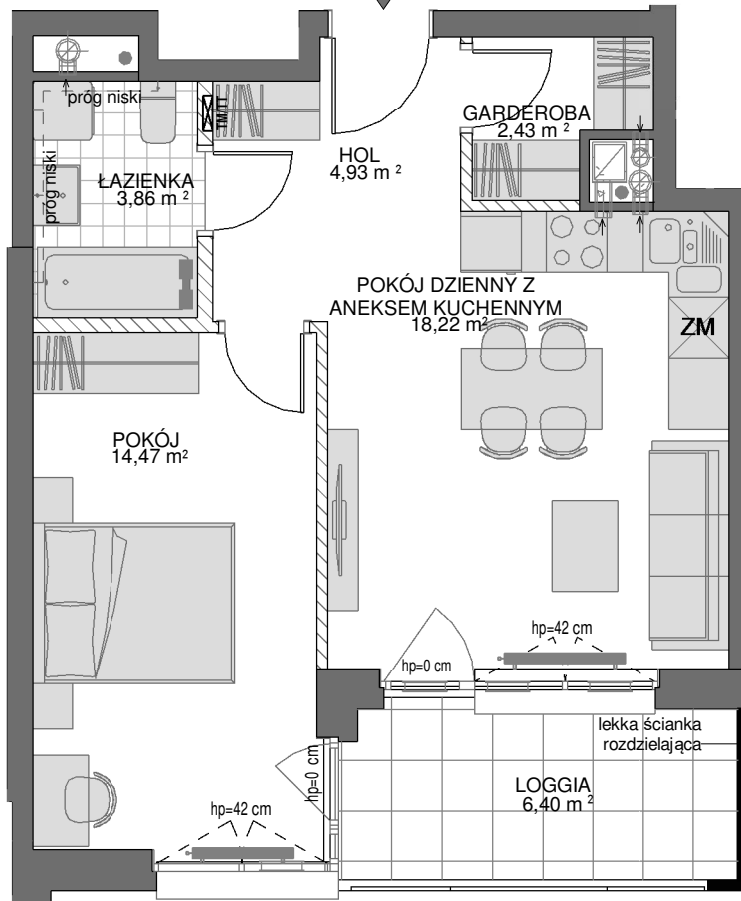 próg niski
próg niski
TM/TT
ŁAZIENKA
3,86 m²
HOL
4,93 m²
GARDEROBA
2,43 m²
POKÓJ DZIENNY Z
ANEKSEM KUCHENNYM
18,22 m²
ZM
POKÓJ
14,47 m²
hp=42 cm
hp=0 cm
hp=0 cm
hp=42 cm
lekka ścianka
rozdzielająca
LOGGIA
6,40 m²